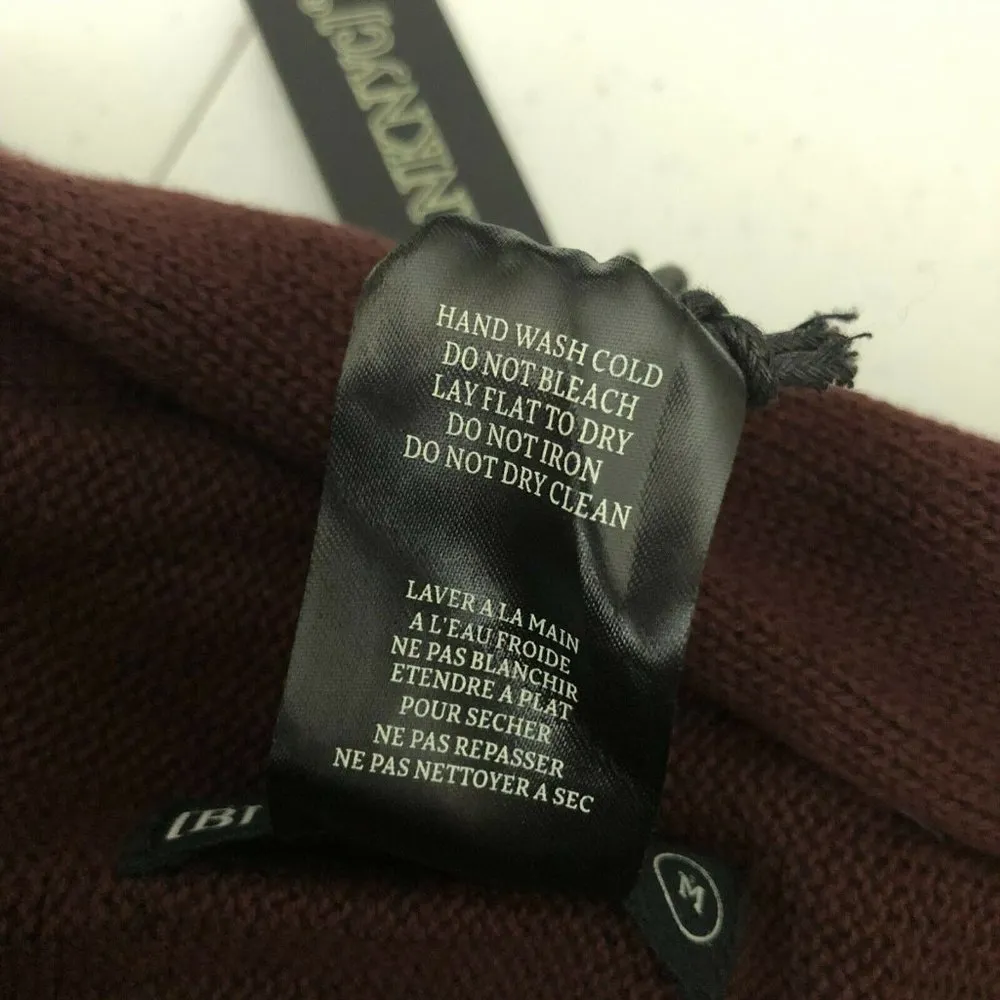 HAND WASH COLD
DO NOT BLEACH
LAY FLAT TO DRY
DO NOT IRON
DO NOT DRY CLEAN
LAVER A LA MAIN
A L'EAU FROIDE
NE PAS BLANCHIR
ETENDRE A PLAT
POUR SECHER
NE PAS REPASSER
NE PAS NETTOYER A SEC
[BI
M